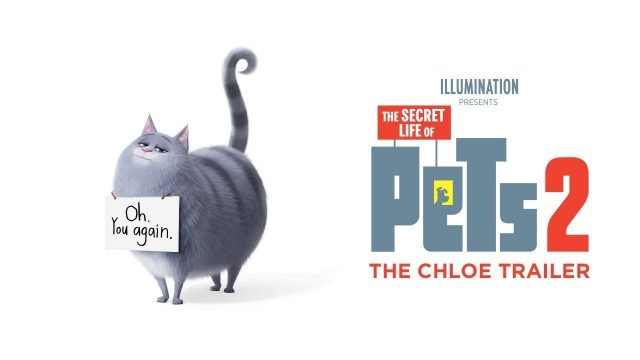 Oh.
You again.
ILLUMINATION
PRESENTS
THE SECRET
LIFE OF
PeTs 2
THE CHLOE TRAILER